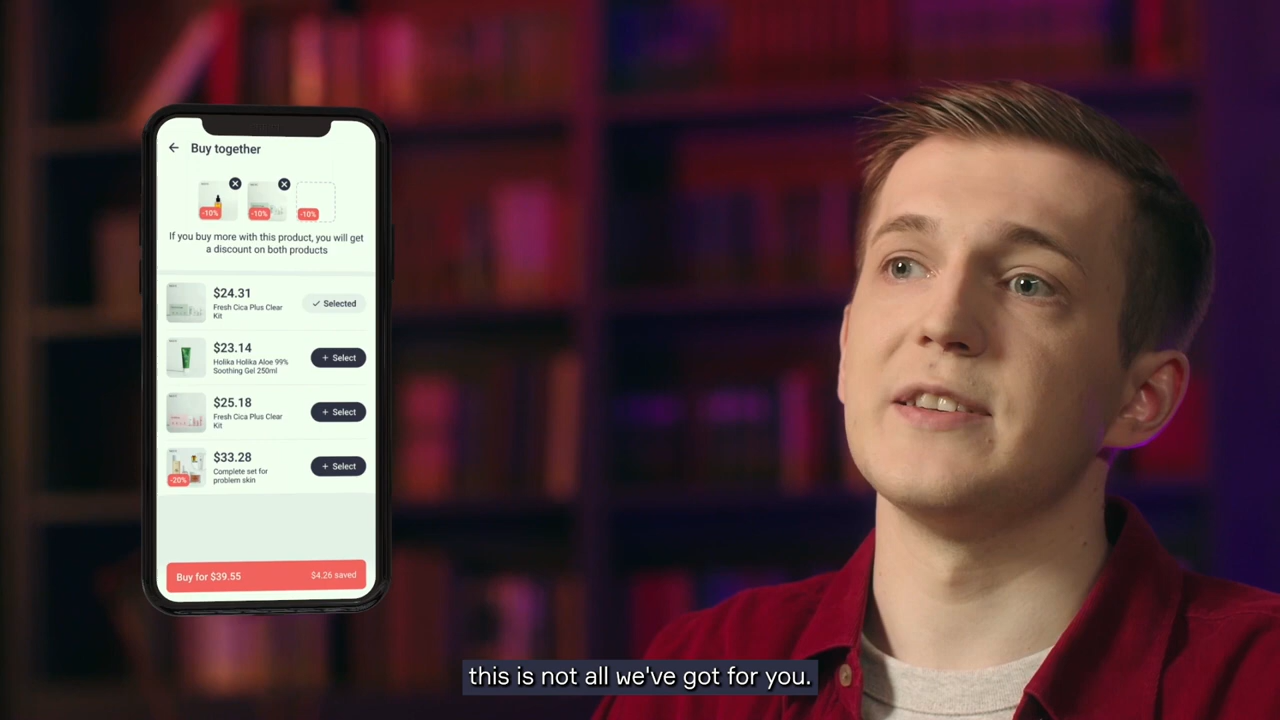 Buy together
-10%
-10%
-10%
If you buy more with this product, you will get
a discount on both products
$24.31
Fresh Cica Plus Clear
Kit
Selected
$23.14
Holika Holika Aloe 99%
Soothing Gel 250ml
+ Select
$25.18
Fresh Cica Plus Clear
Kit
+ Select
$33.28
Complete set for
problem skin
-20%
+ Select
Buy for $39.55
$4.26 saved
this is not all we've got for you.